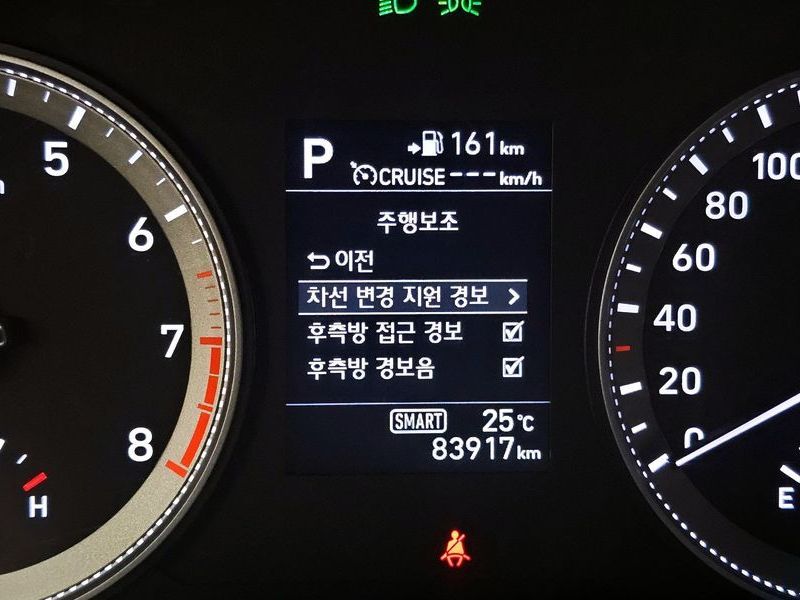 P 161km
CRUISE---km/h
주행보조
이전
차선 변경 지원 경보
후측방 접근 경보
후측방 경보음
SMART 25°C
83917km
5
6
7
8
H
100
80
60
40
20
0
E